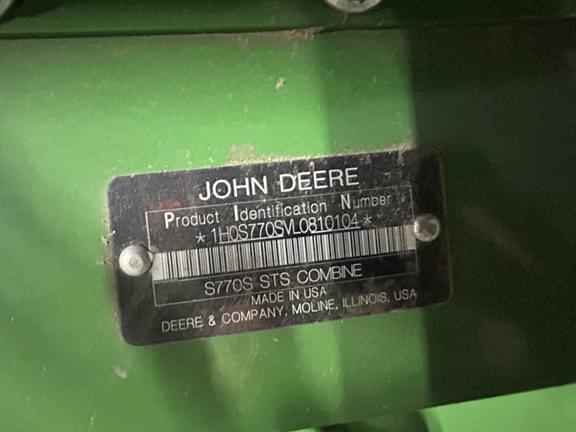 JOHN DEERE
Product Identification Number
*1H0S770SVL0810104*
S770S STS COMBINE
MADE IN USA
DEERE & COMPANY, MOLINE, ILLINOIS, USA